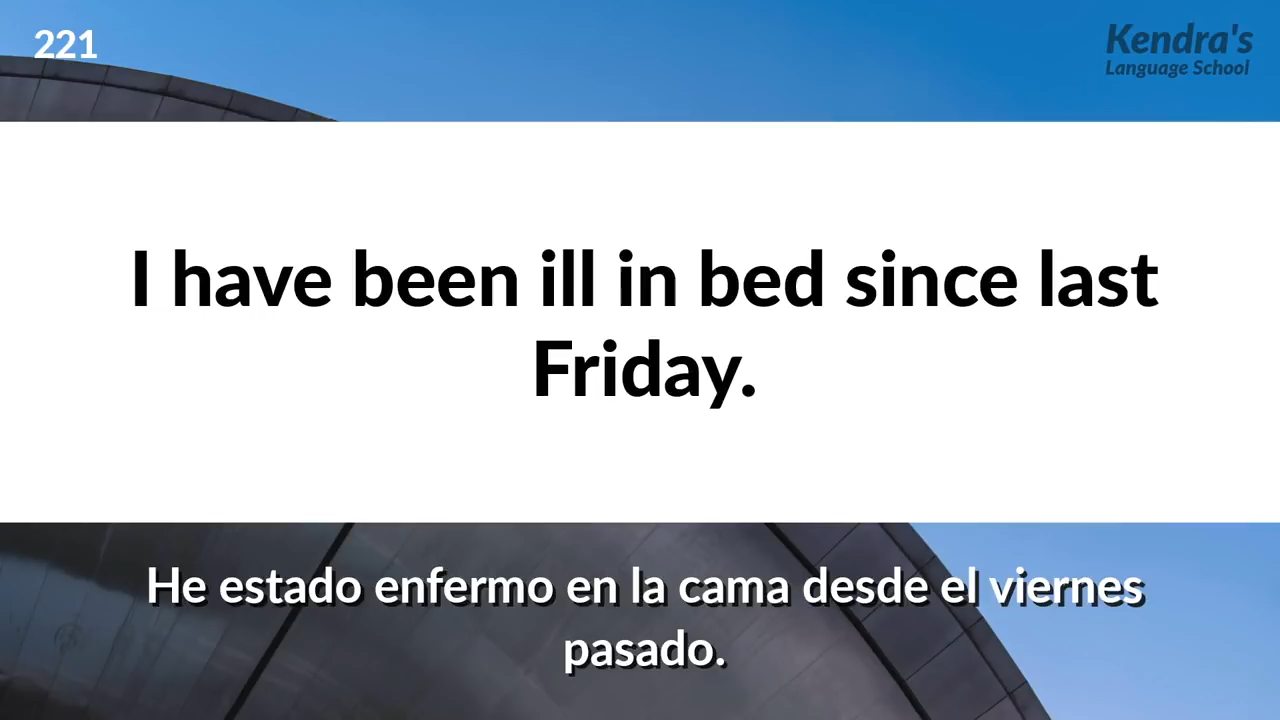 221
Kendra's
Language School
I have been ill in bed since last
Friday.
He estado enfermo en la cama desde el viernes
pasado.